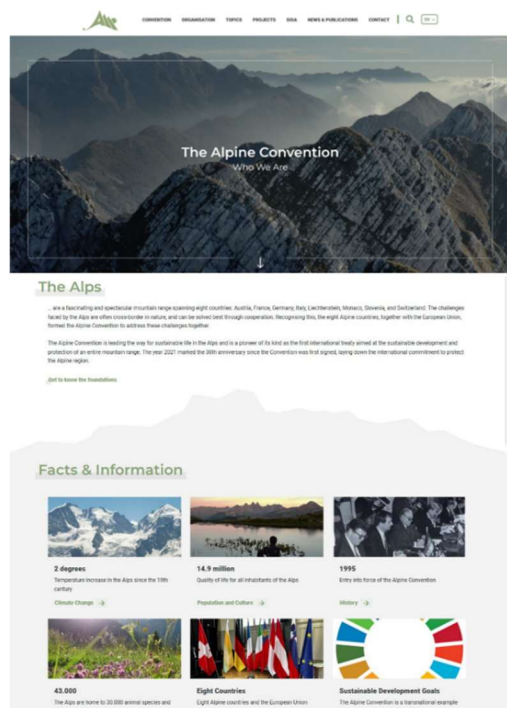 Alps
CONVENTION ORGANISATION TOPICS PROJECTS SOIA NEWS & PUBLICATIONS CONTACT EN
The Alpine Convention
Who We Are
The Alps
... are a fascinating and spectacular mountain range spanning eight countries: Austria, France, Germany, Italy, Liechtenstein, Monaco, Slovenia, and Switzerland. The challenges
faced by the Alps are often cross-border in nature, and can be solved best through cooperation. Recognising this, the eight Alpine countries, together with the European Union,
formed the Alpine Convention to address these challenges together.
The Alpine Convention is leading the way for sustainable life in the Alps and is a pioneer of its kind as the first international treaty aimed at the sustainable development and
protection of an entire mountain range. The year 2021 marked the 30th anniversary since the Convention was first signed, laying down the international commitment to protect
the Alpine region.
Get to know the foundations
Facts & Information
2 degrees
Temperature increase in the Alps since the 19th
century
Climate Change
14.9 million
Quality of life for all inhabitants of the Alps
Population and Culture
1995
Entry into force of the Alpine Convention
History
43.000
The Alps are home to 30.000 animal species and
Eight Countries
Eight Alpine countries and the European Union
Sustainable Development Goals
The Alpine Convention is a transnational example